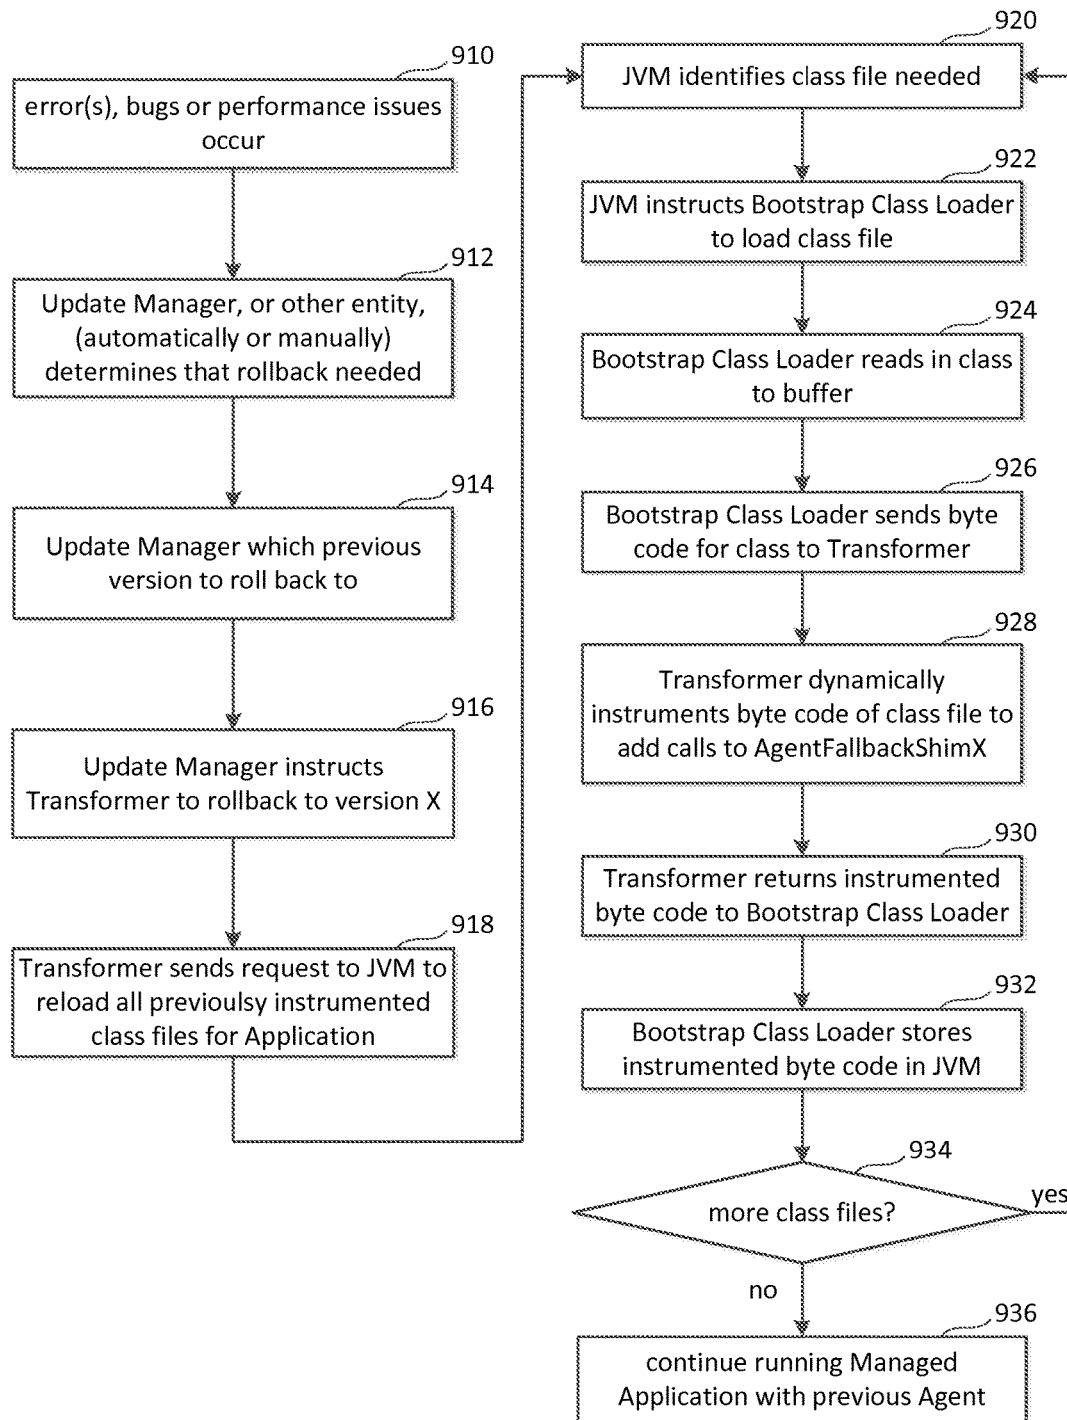 910
error(s), bugs or performance issues
occur
912
Update Manager, or other entity,
(automatically or manually)
determines that rollback needed
914
Update Manager which previous
version to roll back to
916
Update Manager instructs
Transformer to rollback to version X
918
Transformer sends request to JVM to
reload all previoulsy instrumented
class files for Application
920
JVM identifies class file needed
922
JVM instructs Bootstrap Class Loader
to load class file
924
Bootstrap Class Loader reads in class
to buffer
926
Bootstrap Class Loader sends byte
code for class to Transformer
928
Transformer dynamically
instruments byte code of class file to
add calls to AgentFallbackShimX
930
Transformer returns instrumented
byte code to Bootstrap Class Loader
932
Bootstrap Class Loader stores
instrumented byte code in JVM
934
more class files?
yes
no
936
continue running Managed
Application with previous Agent